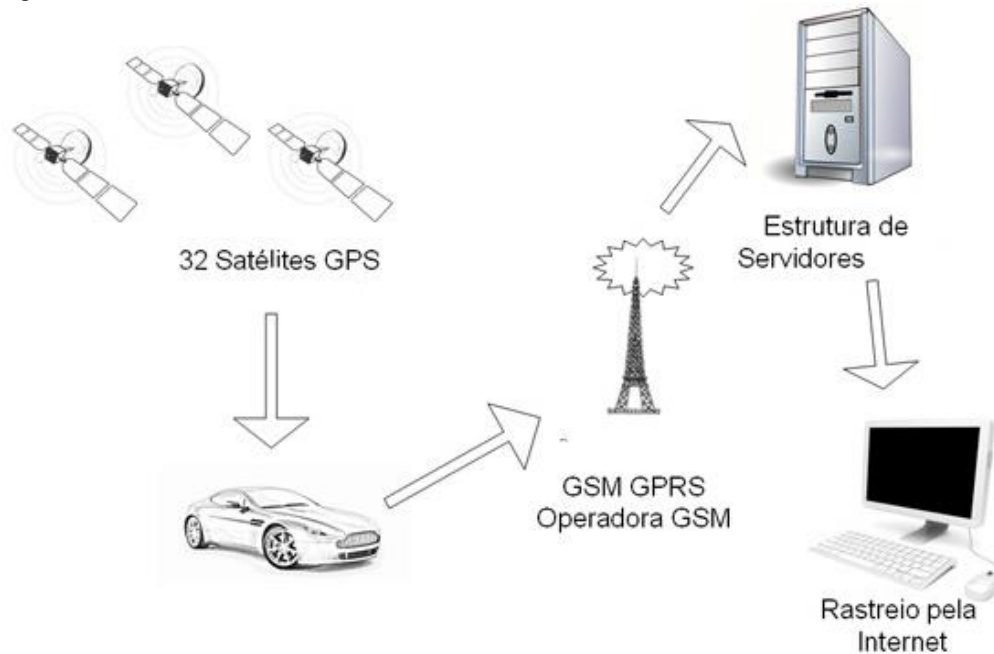 32 Satélites GPS
Estrutura de
Servidores
GSM GPRS
Operadora GSM
Rastreio pela
Internet